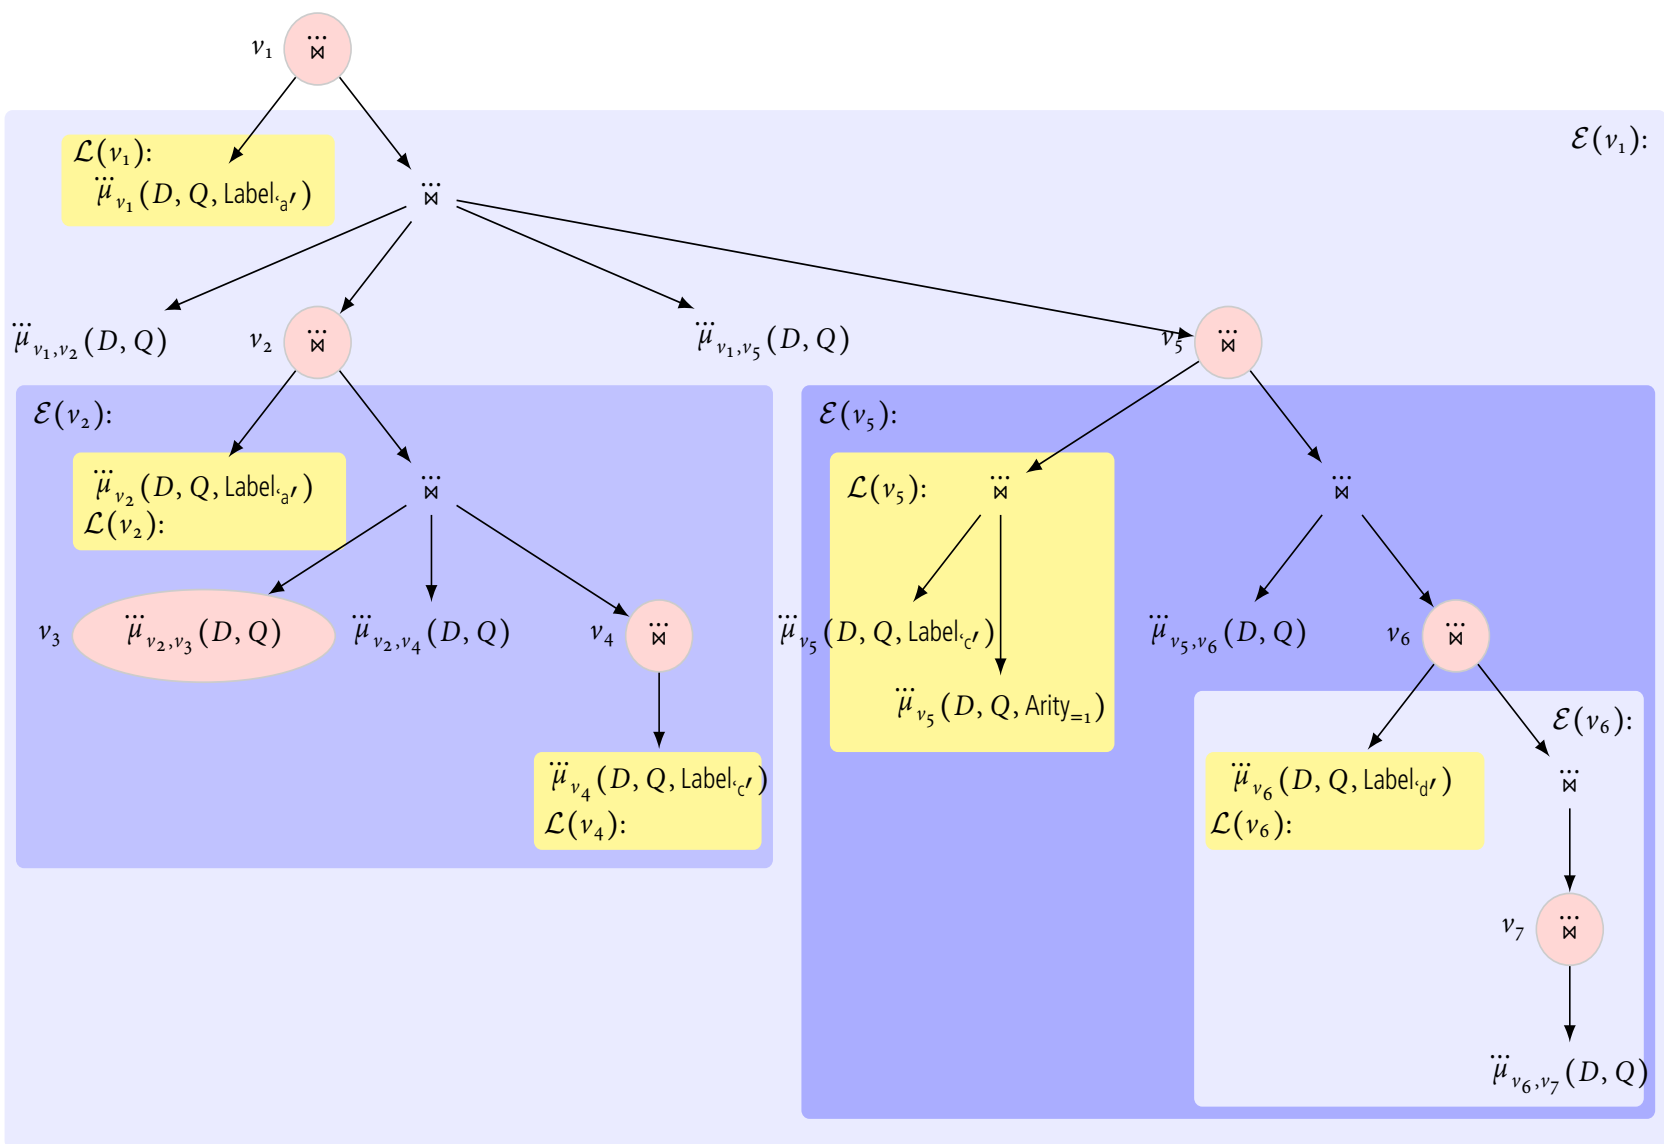 v₁ ⋈⃛
ℒ(v₁):
ℰ(v₁):
μ⃛ᵥ₁(D, Q, Label‘a′)
⋈⃛
μ⃛ᵥ₁,ᵥ₂(D, Q)
v₂ ⋈⃛
μ⃛ᵥ₁,ᵥ₅(D, Q)
v₅ ⋈⃛
ℰ(v₂):
ℰ(v₅):
μ⃛ᵥ₂(D, Q, Label‘a′)
ℒ(v₂):
⋈⃛
ℒ(v₅): ⋈⃛
⋈⃛
v₃ μ⃛ᵥ₂,ᵥ₃(D, Q)
μ⃛ᵥ₂,ᵥ₄(D, Q)
v₄ ⋈⃛
μ⃛ᵥ₅(D, Q, Label‘c′)
μ⃛ᵥ₅,ᵥ₆(D, Q)
v₆ ⋈⃛
μ⃛ᵥ₅(D, Q, Arity₌₁)
ℰ(v₆):
μ⃛ᵥ₄(D, Q, Label‘c′)
ℒ(v₄):
μ⃛ᵥ₆(D, Q, Label‘d′)
ℒ(v₆):
⋈⃛
v₇ ⋈⃛
μ⃛ᵥ₆,ᵥ₇(D, Q)